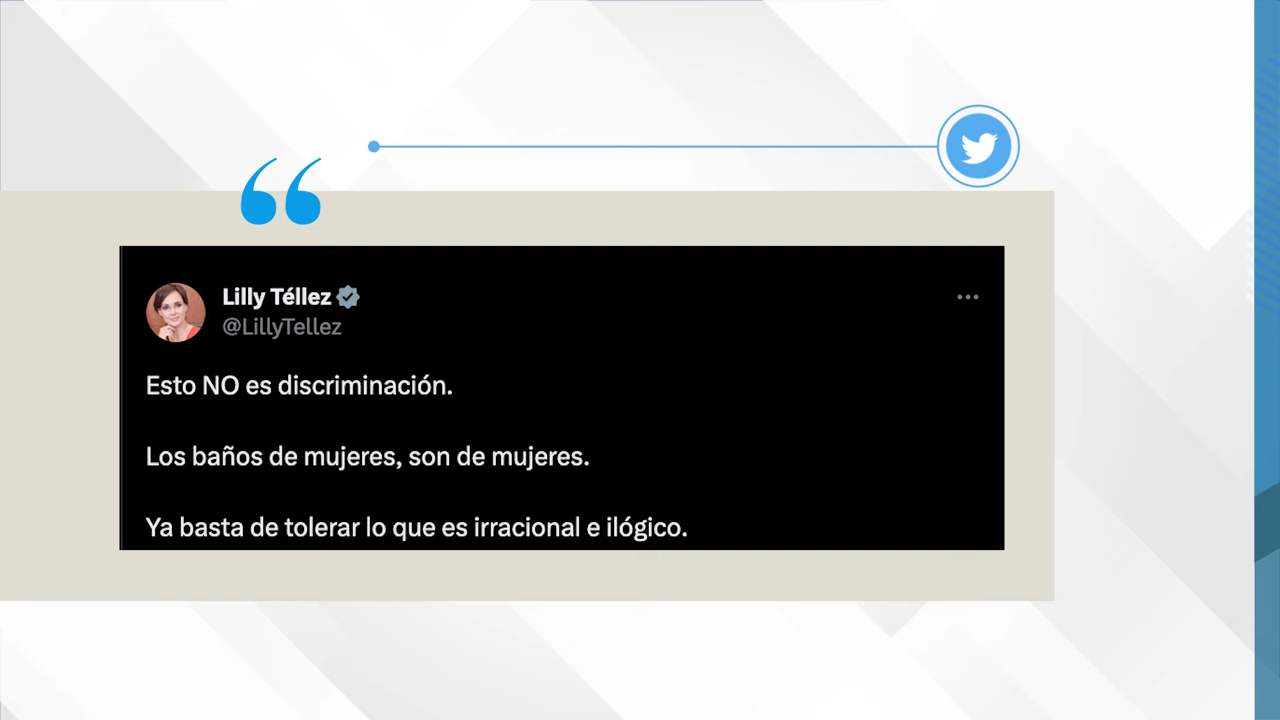 Lilly Téllez
@LillyTellez
Esto NO es discriminación.
Los baños de mujeres, son de mujeres.
Ya basta de tolerar lo que es irracional e ilógico.